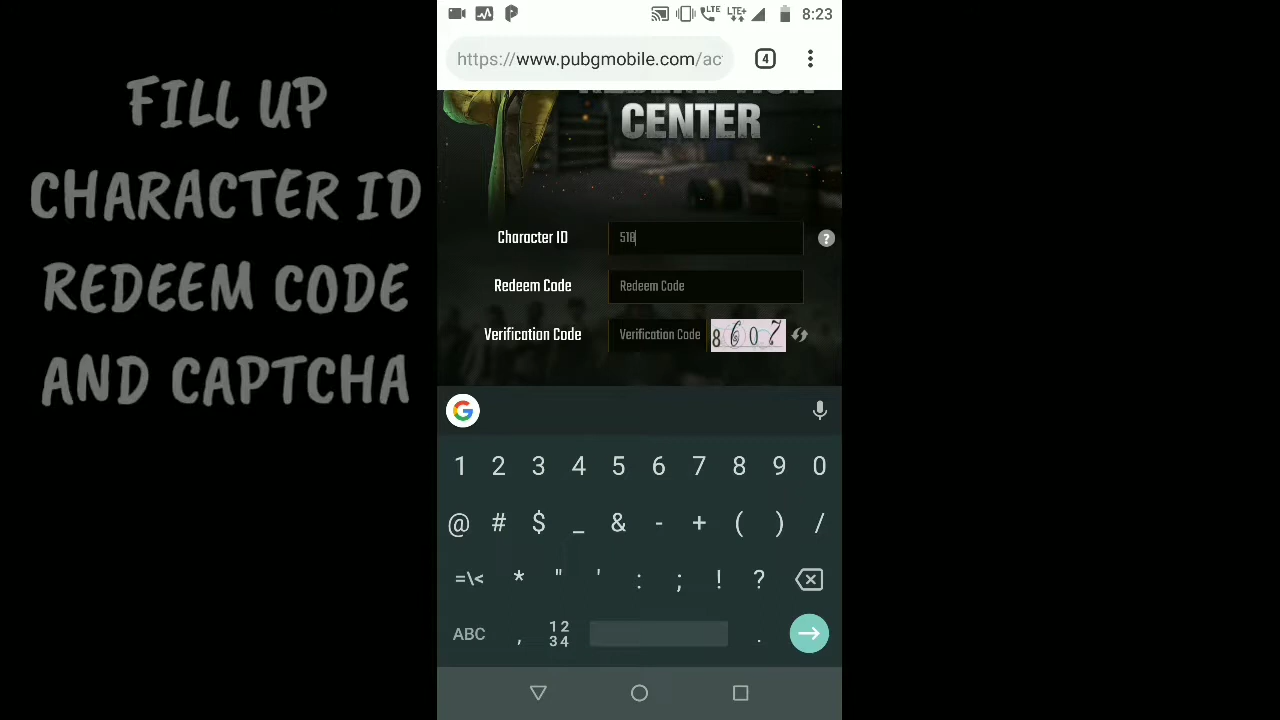 FILL UP
CHARACTER ID
REDEEM CODE
AND CAPTCHA
LTE LTE+ 8:23
https://www.pubgmobile.com/ac
4
CENTER
Character ID 518 ?
Redeem Code Redeem Code
Verification Code Verification Code 8607
G
1 2 3 4 5 6 7 8 9 0
@ # $ _ & - + ( ) /
=\< * " ' : ; ! ?
ABC , 12 34 .